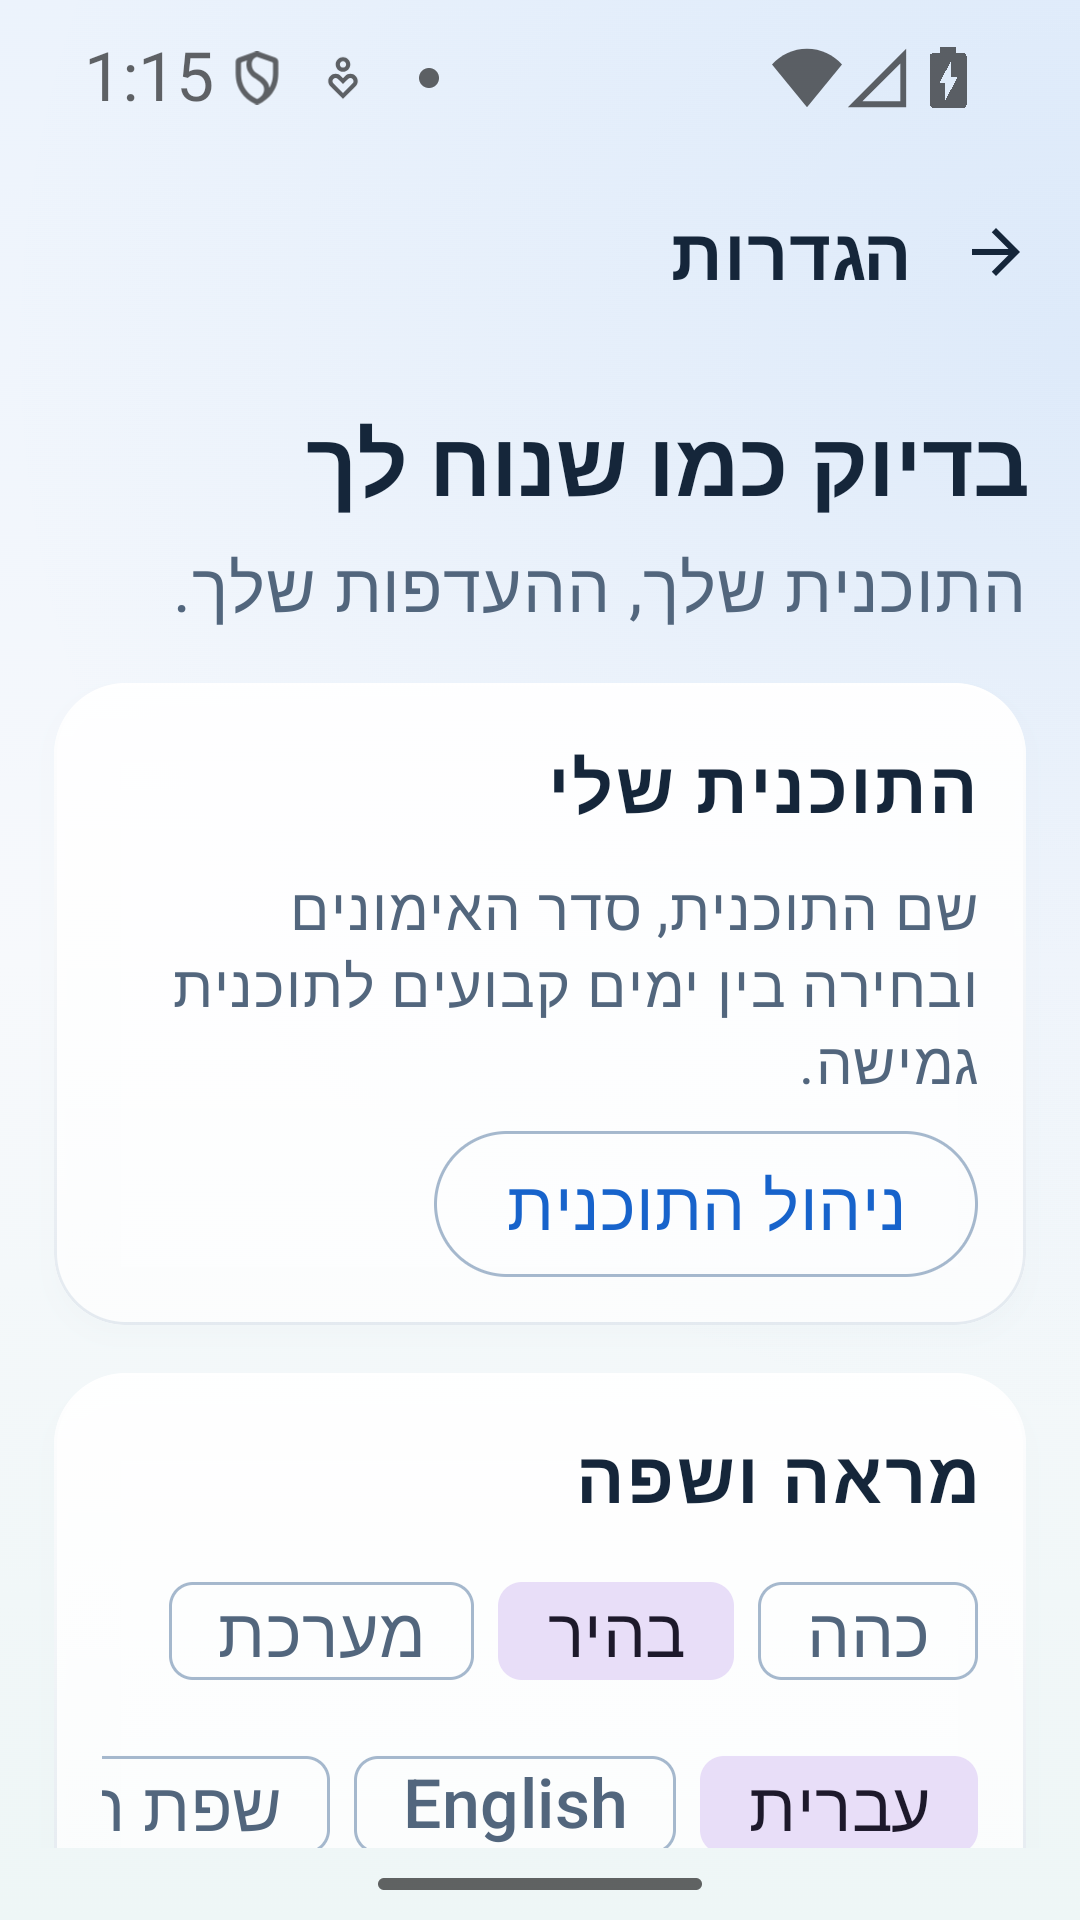 1:15
הגדרות
בדיוק כמו שנוח לך
התוכנית שלך, ההעדפות שלך.
התוכנית שלי
שם התוכנית, סדר האימונים
ובחירה בין ימים קבועים לתוכנית
גמישה.
ניהול התוכנית
מראה ושפה
כהה בהיר מערכת
עברית English שפת